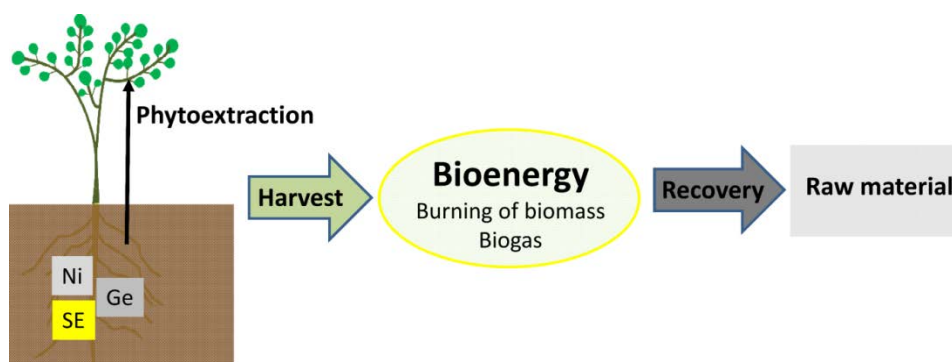 Phytoextraction
Ni
Ge
SE
Harvest
Bioenergy
Burning of biomass
Biogas
Recovery
Raw material